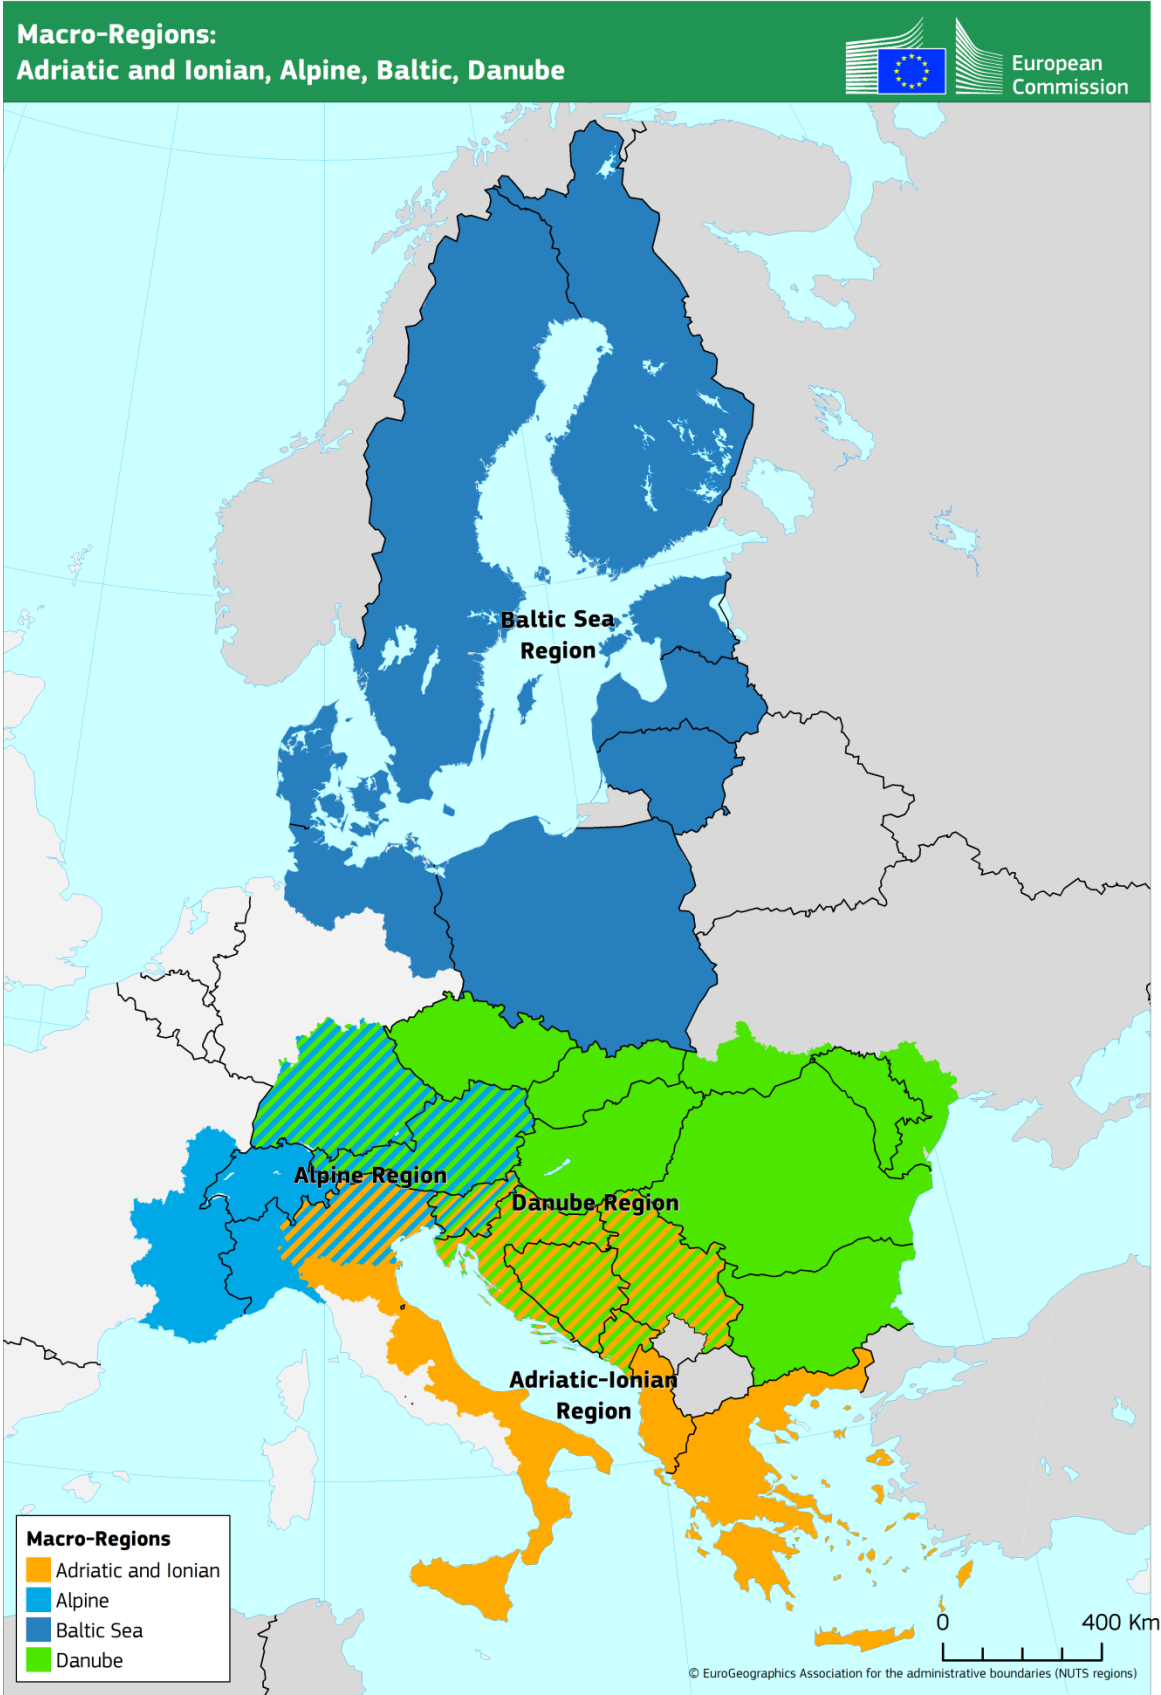 Macro-Regions:
Adriatic and Ionian, Alpine, Baltic, Danube
European
Commission
Baltic Sea
Region
Alpine Region
Danube Region
Adriatic-Ionian
Region
Macro-Regions
Adriatic and Ionian
Alpine
Baltic Sea
Danube
0 400 Km
© EuroGeographics Association for the administrative boundaries (NUTS regions)